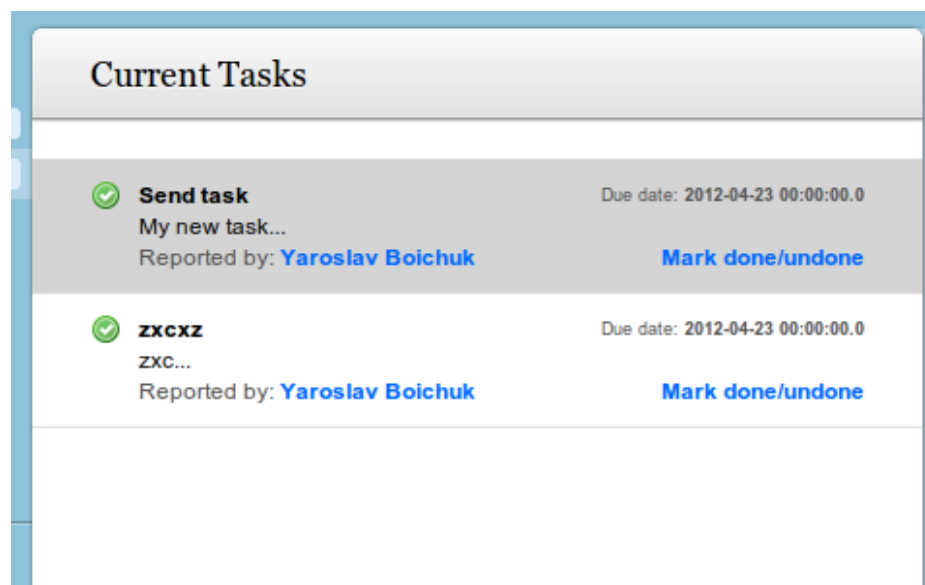 Current Tasks
Send task
Due date: 2012-04-23 00:00:00.0
My new task...
Reported by: Yaroslav Boichuk
Mark done/undone
zxcxz
Due date: 2012-04-23 00:00:00.0
zxc...
Reported by: Yaroslav Boichuk
Mark done/undone